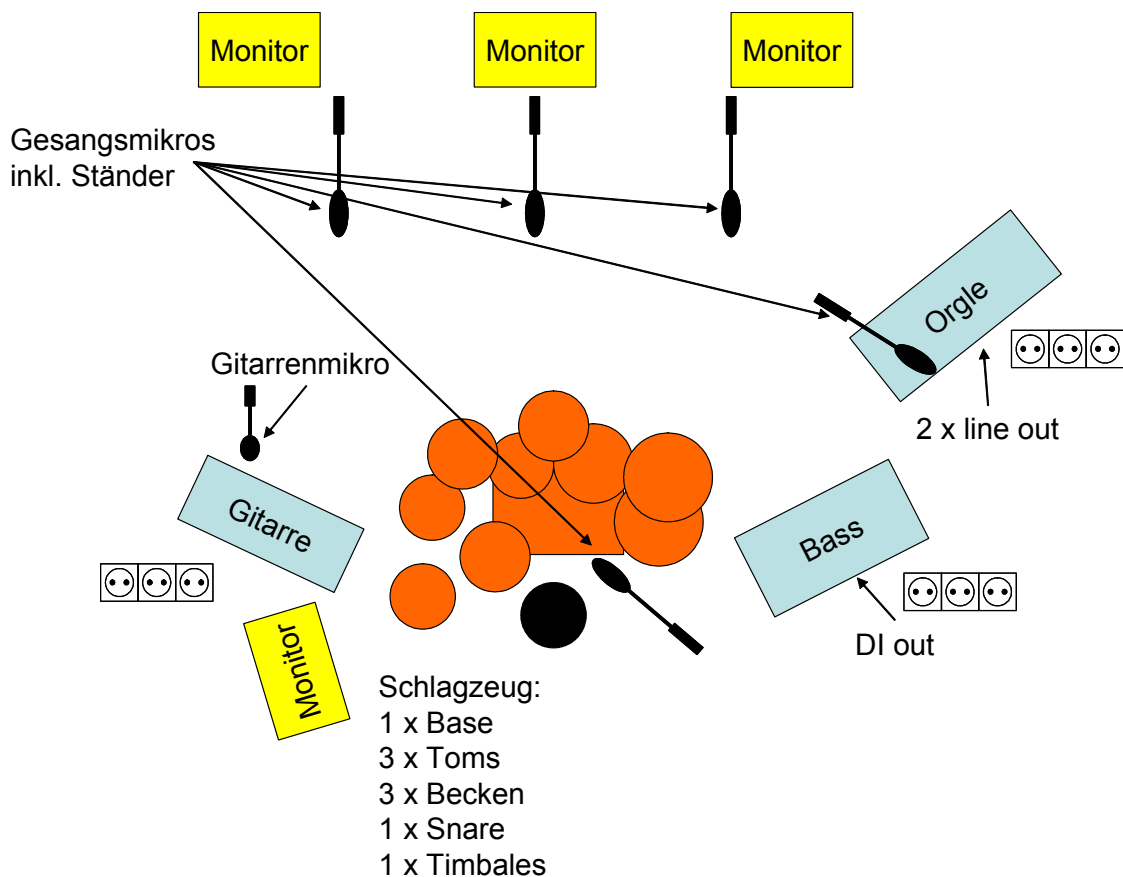 Monitor
Monitor
Monitor
Gesangsmikros
inkl. Ständer
Orgle
Gitarrenmikro
2 x line out
Gitarre
Bass
DI out
Monitor
Schlagzeug:
1 x Base
3 x Toms
3 x Becken
1 x Snare
1 x Timbales